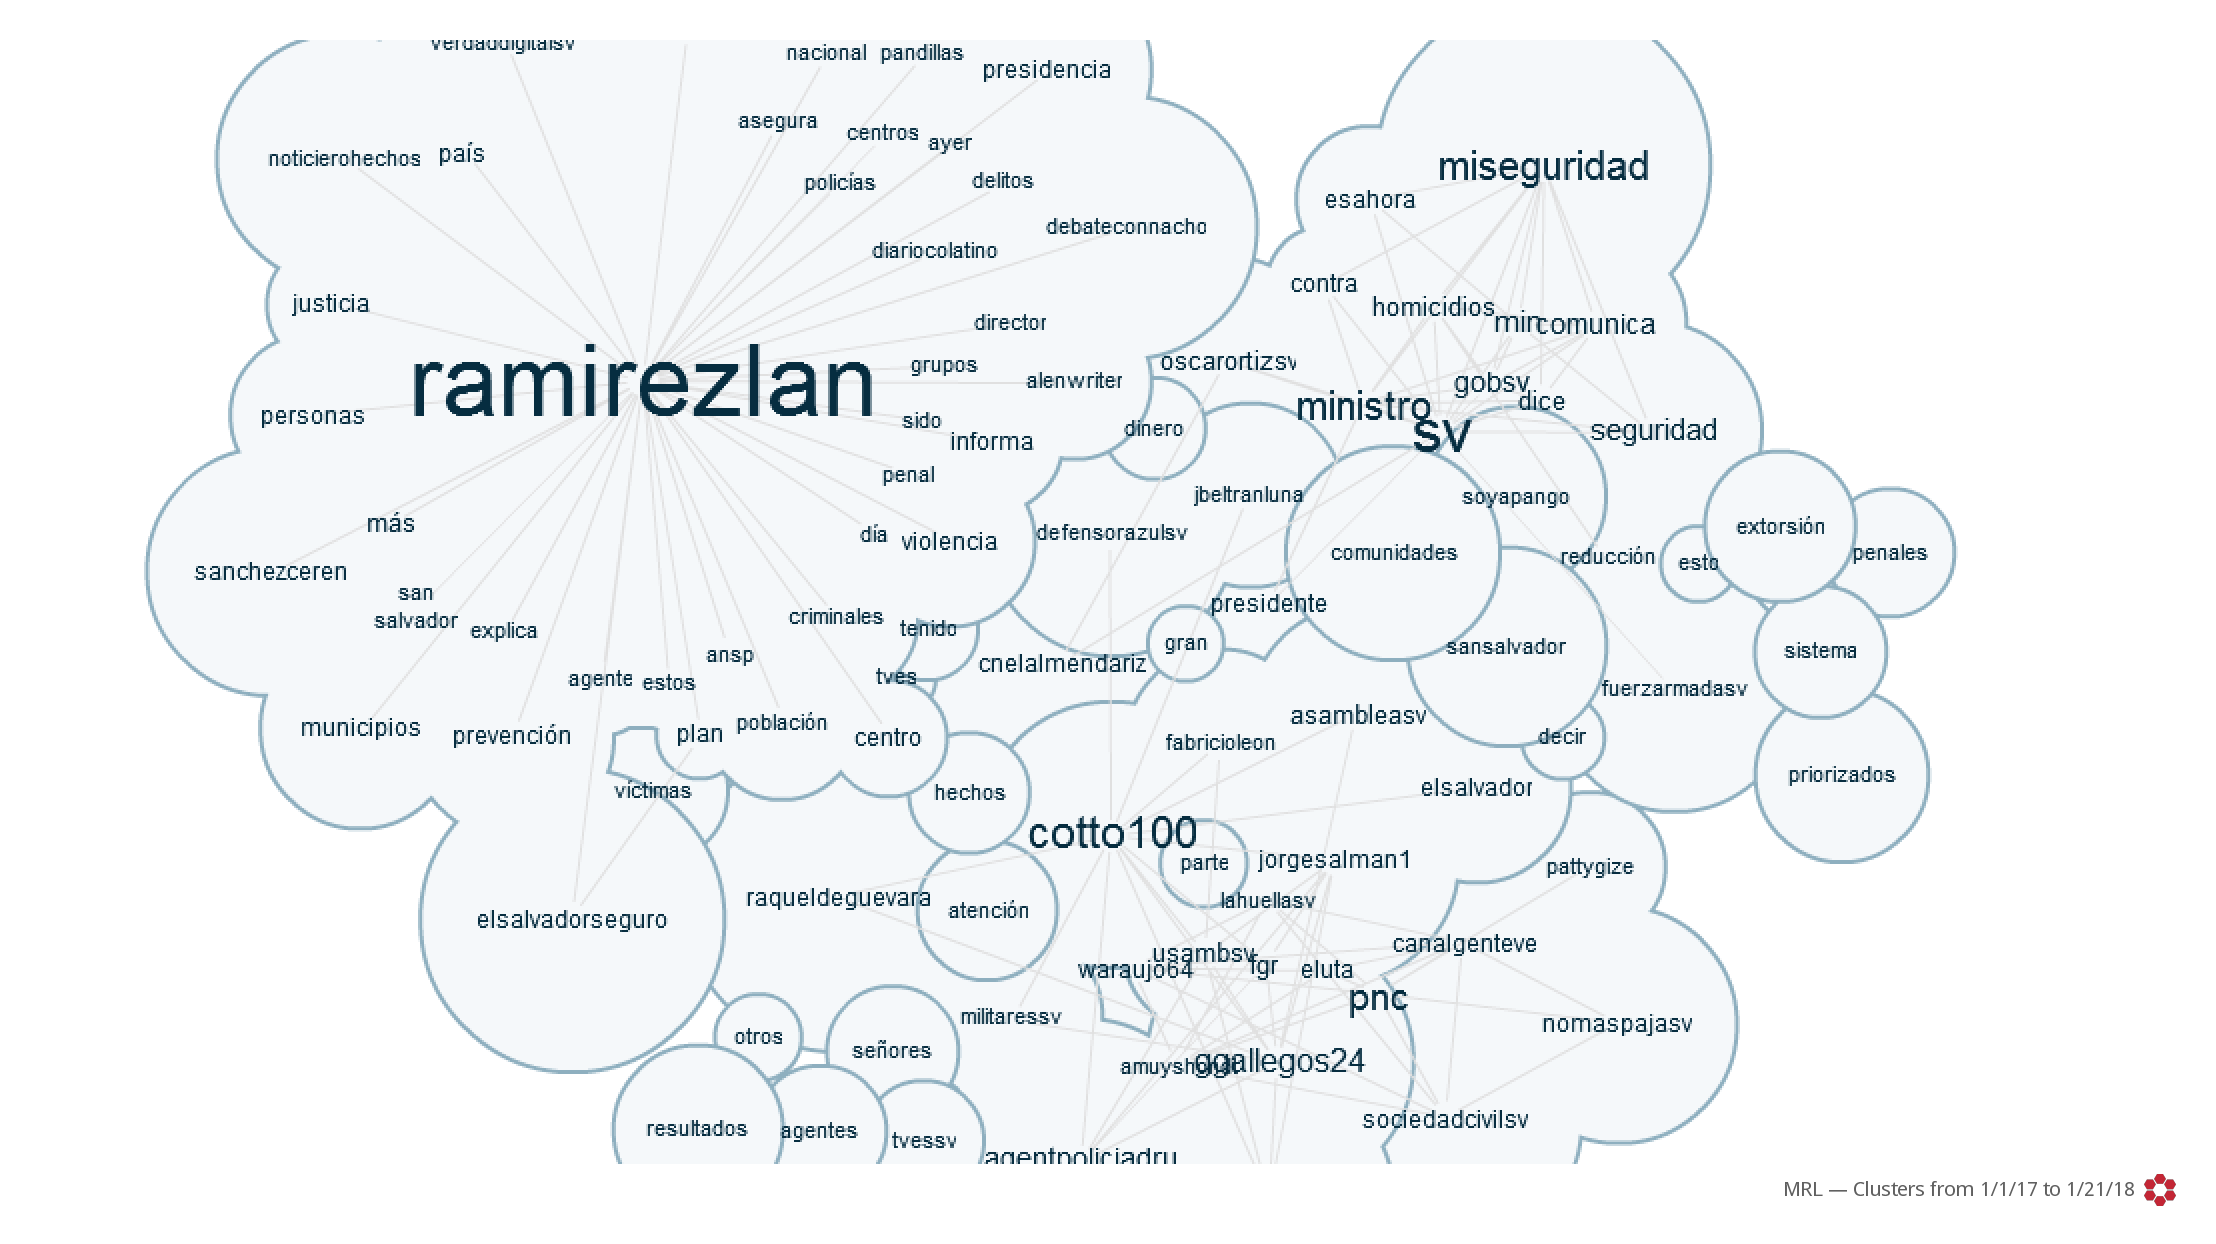 verdaddigitalsv
nacional pandillas
presidencia
asegura
centros
ayer
noticierohechos
país
policías
delitos
debateconnacho
diariocolatino
justicia
director
ramirezlan
grupos
alenwriter
personas
sido
informa
penal
más
día
violencia
sanchezceren
san
salvador
explica
criminales
tenido
ansp
tves
agente
estos
municipios
prevención
plan
población
centro
víctimas
elsalvadorseguro
miseguridad
esahora
contra
homicidios
min
comunica
oscarortizsv
gobsv
dice
ministro
sv
seguridad
dinero
jbeltranluna
soyapango
defensorazulsv
comunidades
reducción
esto
extorsión
penales
presidente
gran
sansalvador
sistema
cnelalmendariz
fuerzarmadasv
asambleasv
fabricioleon
decir
priorizados
hechos
elsalvador
cotto100
parte
jorgesalman1
pattygize
raqueldeguevara
atención
lahuellasv
canalgenteve
usambsv
waraujo64
fgr
eluta
pnc
militaressv
nomaspajasv
otros
señores
ggallegos24
resultados
agentes
tvessv
sociedadcivilsv
agentpoliciadru
MRL — Clusters from 1/1/17 to 1/21/18